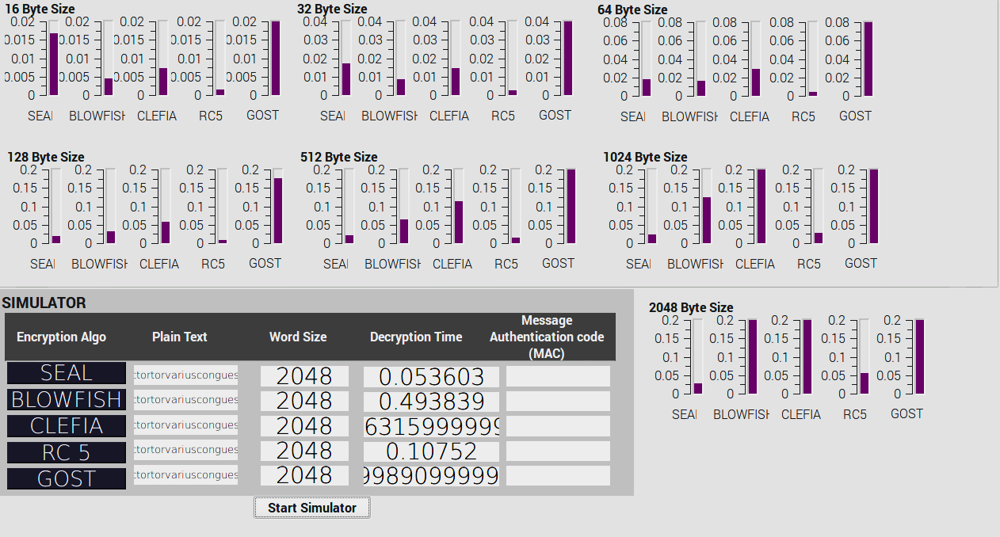 16 Byte Size
0.02 0.02 0.02 0.02 0.02
0.015 0.015 0.015 0.015 0.015
0.01 0.01 0.01 0.01 0.01
0.005 0.005 0.005 0.005 0.005
0 0 0 0 0
SEAL BLOWFISH CLEFIA RC5 GOST
32 Byte Size
0.04 0.04 0.04 0.04 0.04
0.03 0.03 0.03 0.03 0.03
0.02 0.02 0.02 0.02 0.02
0.01 0.01 0.01 0.01 0.01
0 0 0 0 0
SEAL BLOWFISH CLEFIA RC5 GOST
64 Byte Size
0.08 0.08 0.08 0.08 0.08
0.06 0.06 0.06 0.06 0.06
0.04 0.04 0.04 0.04 0.04
0.02 0.02 0.02 0.02 0.02
0 0 0 0 0
SEAL BLOWFISH CLEFIA RC5 GOST
128 Byte Size
0.2 0.2 0.2 0.2 0.2
0.15 0.15 0.15 0.15 0.15
0.1 0.1 0.1 0.1 0.1
0.05 0.05 0.05 0.05 0.05
0 0 0 0 0
SEAL BLOWFISH CLEFIA RC5 GOST
512 Byte Size
0.2 0.2 0.2 0.2 0.2
0.15 0.15 0.15 0.15 0.15
0.1 0.1 0.1 0.1 0.1
0.05 0.05 0.05 0.05 0.05
0 0 0 0 0
SEAL BLOWFISH CLEFIA RC5 GOST
1024 Byte Size
0.2 0.2 0.2 0.2 0.2
0.15 0.15 0.15 0.15 0.15
0.1 0.1 0.1 0.1 0.1
0.05 0.05 0.05 0.05 0.05
0 0 0 0 0
SEAL BLOWFISH CLEFIA RC5 GOST
SIMULATOR
Encryption Algo Plain Text Word Size Decryption Time Message Authentication code (MAC)
SEAL ctortorvariuscongues 2048 0.053603
BLOWFISH ctortorvariuscongues 2048 0.493839
CLEFIA ctortorvariuscongues 2048 6315999999
RC 5 ctortorvariuscongues 2048 0.10752
GOST ctortorvariuscongues 2048 9989099999
Start Simulator
2048 Byte Size
0.2 0.2 0.2 0.2 0.2
0.15 0.15 0.15 0.15 0.15
0.1 0.1 0.1 0.1 0.1
0.05 0.05 0.05 0.05 0.05
0 0 0 0 0
SEAL BLOWFISH CLEFIA RC5 GOST